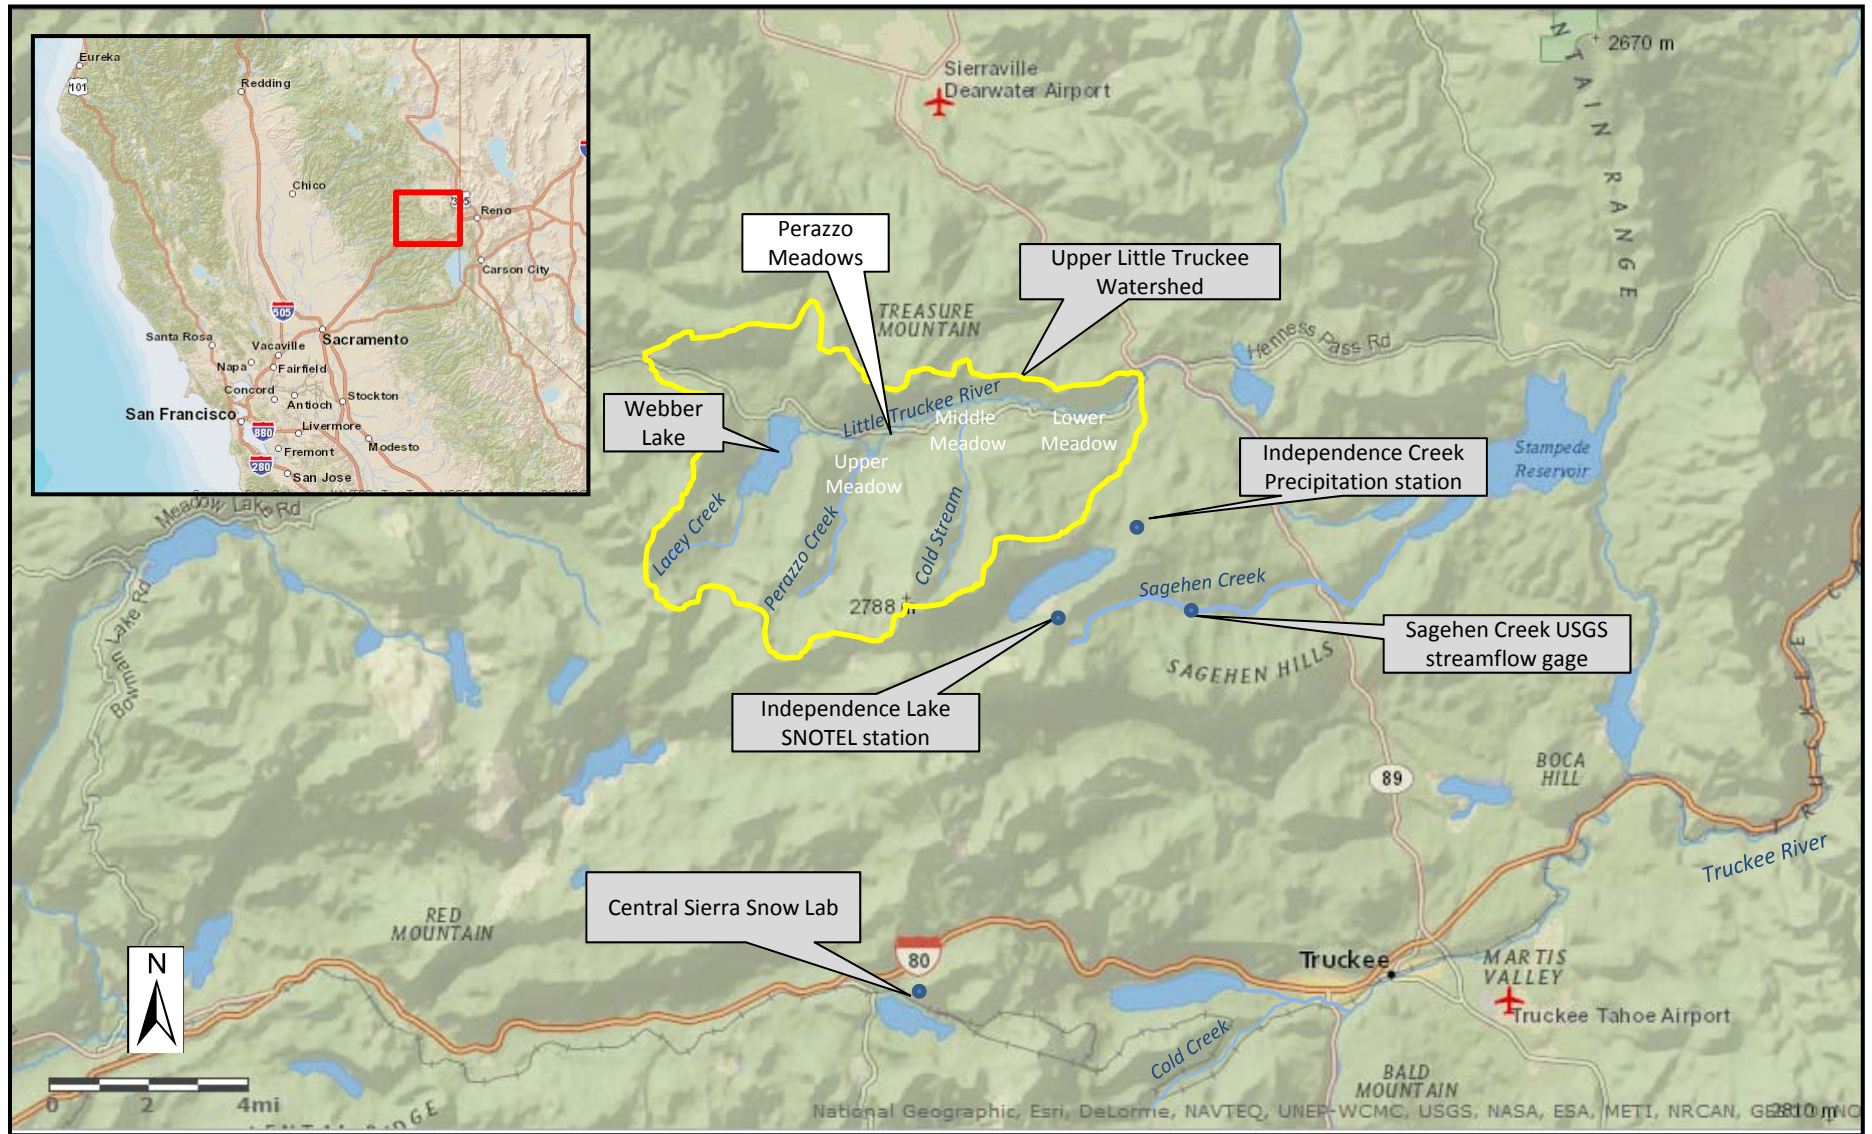 Eureka
101
Redding
Chico
395
Reno
Carson City
505
Santa Rosa
Vacaville
Sacramento
Napa
Fairfield
Concord
Antioch
Stockton
San Francisco
Livermore
880
Modesto
Fremont
280
San Jose
2670 m
Sierraville
Dearwater Airport
NTAIN RANGE
Perazzo
Meadows
Upper Little Truckee
Watershed
TREASURE
MOUNTAIN
Henness Pass Rd
Webber
Lake
Little Truckee River
Middle
Meadow
Lower
Meadow
Upper
Meadow
Independence Creek
Precipitation station
Stampede
Reservoir
Meadow Lake Rd
Lacey Creek
Perazzo Creek
Cold Stream
Sagehen Creek
2788 m
Bowman Lake Rd
Sagehen Creek USGS
streamflow gage
SAGEHEN HILLS
Independence Lake
SNOTEL station
89
BOCA
HILL
Truckee River
Central Sierra Snow Lab
RED
MOUNTAIN
80
Truckee
MARTIS
VALLEY
Truckee Tahoe Airport
N
Cold Creek
BALD
MOUNTAIN
0 2 4mi
National Geographic, Esri, DeLorme, NAVTEQ, UNEP-WCMC, USGS, NASA, ESA, METI, NRCAN,
2810 m